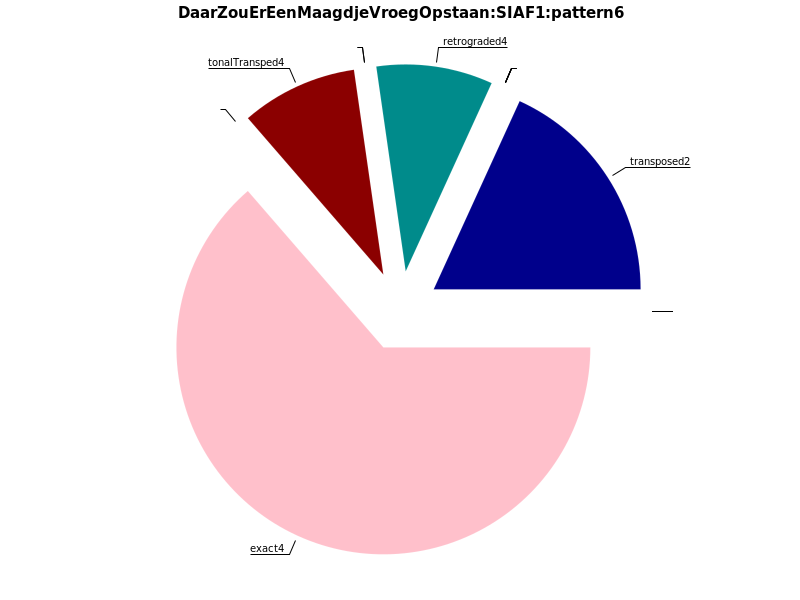 DaarZouErEenMaagdjeVroegOpstaan:SIAF1:pattern6
retrograded4
tonalTransped4
transposed2
exact4